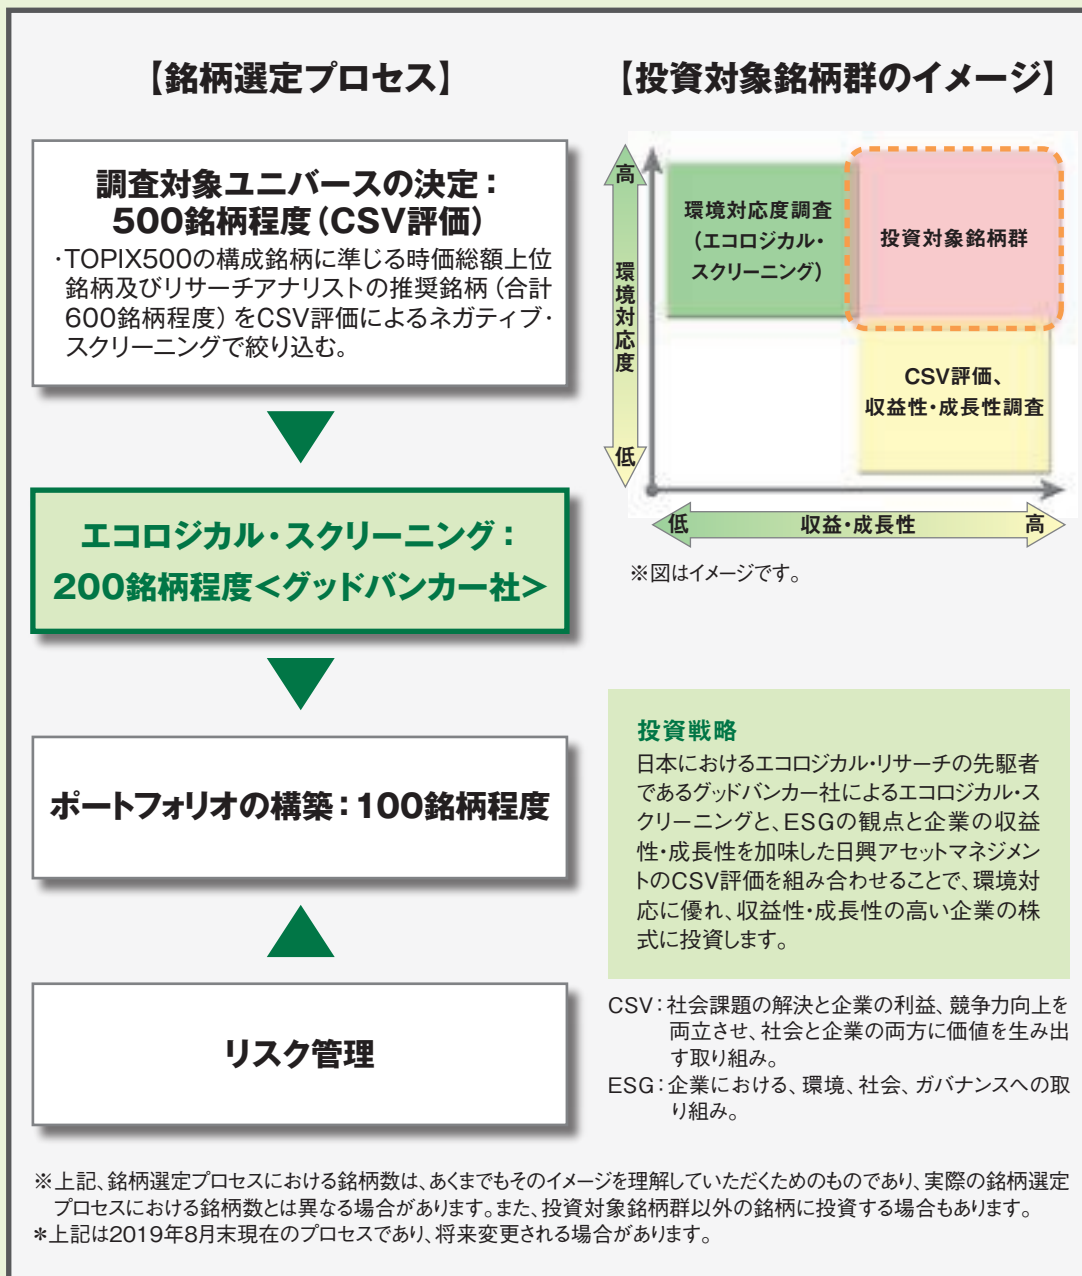 【銘柄選定プロセス】
調査対象ユニバースの決定：
500銘柄程度（CSV評価）
・TOPIX500の構成銘柄に準じる時価総額上位
銘柄及びリサーチアナリストの推奨銘柄（合計
600銘柄程度）をCSV評価によるネガティブ・
スクリーニングで絞り込む。
エコロジカル・スクリーニング：
200銘柄程度<グッドバンカー社>
ポートフォリオの構築：100銘柄程度
リスク管理
【投資対象銘柄群のイメージ】
高
環境対応度
低
環境対応度調査
（エコロジカル・
スクリーニング）
投資対象銘柄群
CSV評価、
収益性・成長性調査
低
収益・成長性
高
※図はイメージです。
投資戦略
日本におけるエコロジカル・リサーチの先駆者
であるグッドバンカー社によるエコロジカル・ス
クリーニングと、ESGの観点と企業の収益
性・成長性を加味した日興アセットマネジメン
トのCSV評価を組み合わせることで、環境対
応に優れ、収益性・成長性の高い企業の株
式に投資します。
CSV：社会課題の解決と企業の利益、競争力向上を
両立させ、社会と企業の両方に価値を生み出
す取り組み。
ESG：企業における、環境、社会、ガバナンスへの取
り組み。
※上記、銘柄選定プロセスにおける銘柄数は、あくまでもそのイメージを理解していただくためのものであり、実際の銘柄選定
プロセスにおける銘柄数とは異なる場合があります。また、投資対象銘柄群以外の銘柄に投資する場合もあります。
＊上記は2019年8月末現在のプロセスであり、将来変更される場合があります。